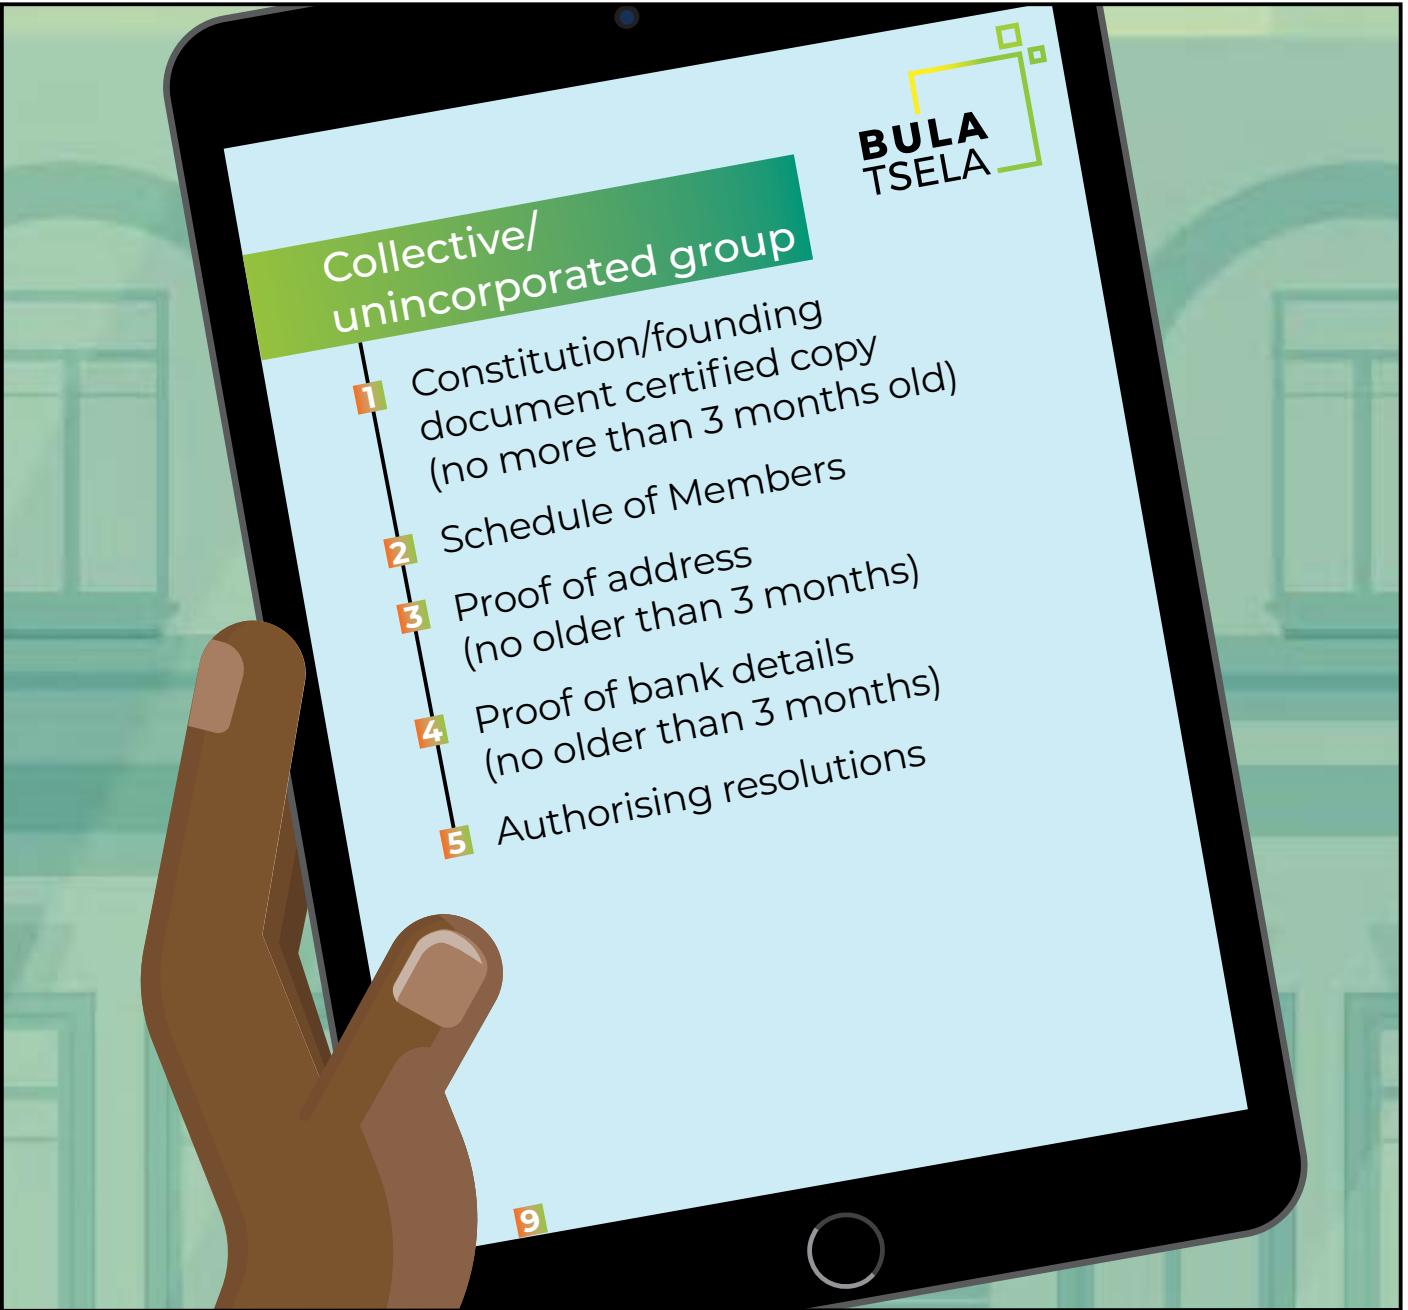 BULA
TSELA
Collective/
unincorporated group
1 Constitution/founding
document certified copy
(no more than 3 months old)
2 Schedule of Members
3 Proof of address
(no older than 3 months)
4 Proof of bank details
(no older than 3 months)
5 Authorising resolutions
9